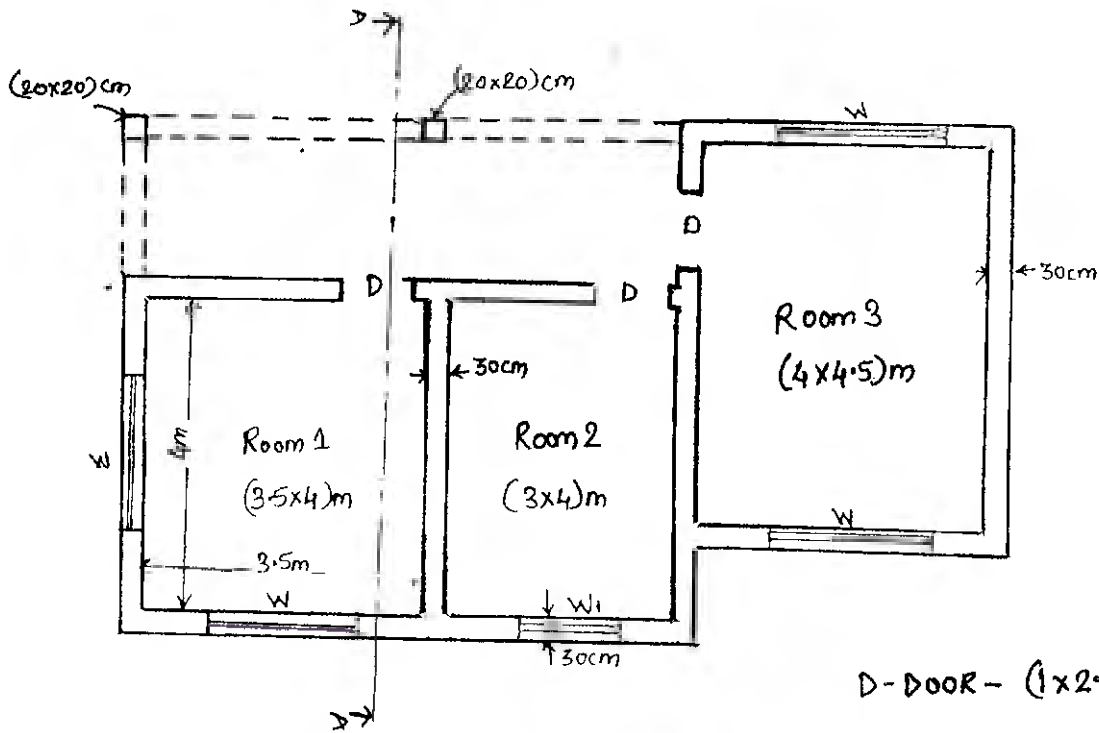 D
(20x20)cm
(20x20)cm
W
D
D
D
30cm
Room 3
(4x4.5)m
30cm
4m
Room 1
(3.5x4)m
Room 2
(3x4)m
W
W
3.5m
W
W1
30cm
D-DOOR- (1x2.
D